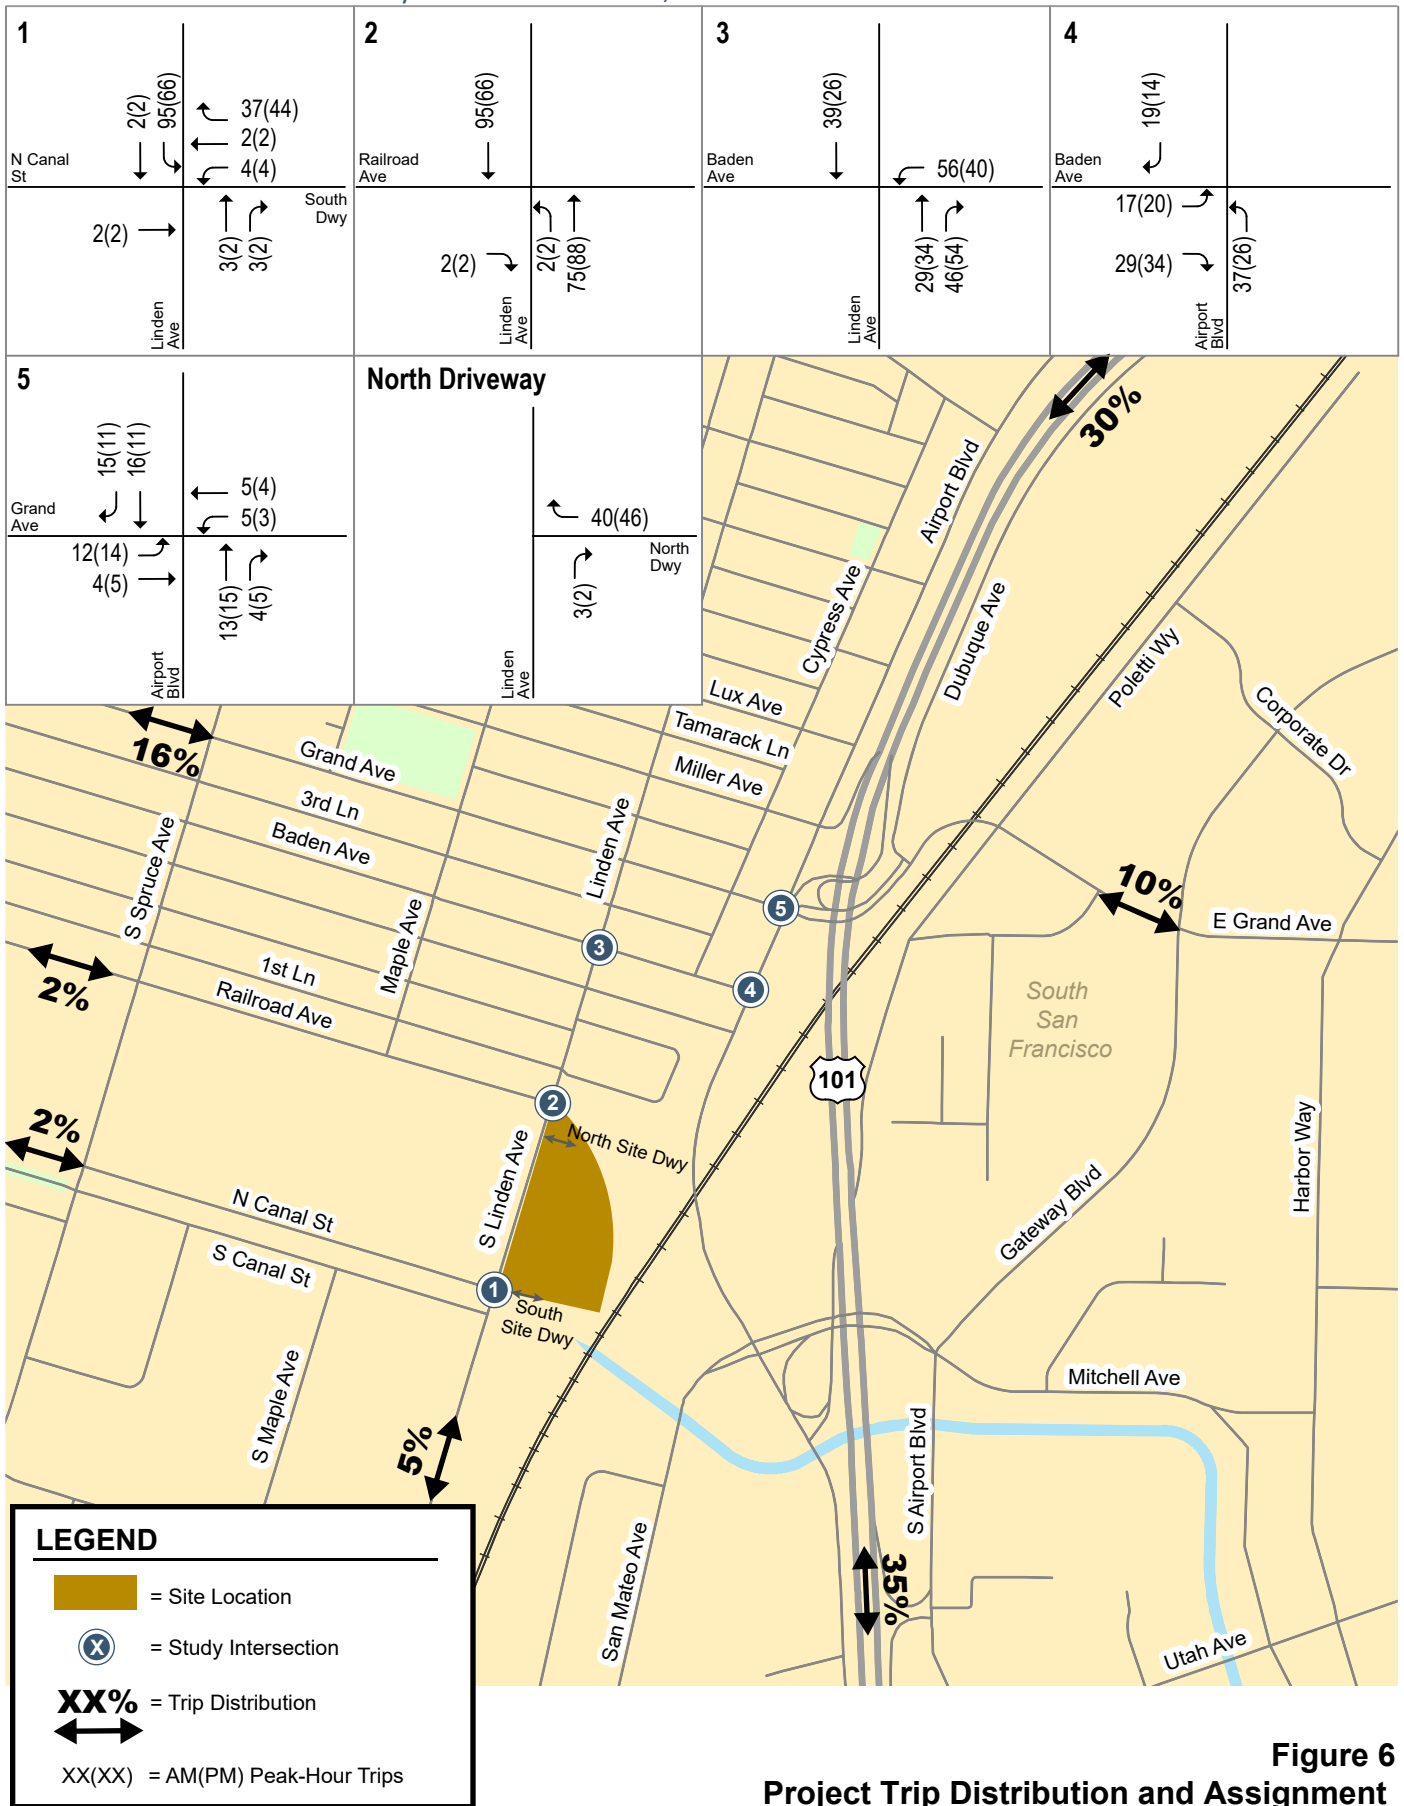 1
2(2)
95(66)
37(44)
2(2)
4(4)
N Canal
St
South
Dwy
2(2)
3(2)
3(2)
Linden
Ave
2
95(66)
Railroad
Ave
2(2)
2(2)
75(88)
Linden
Ave
3
39(26)
Baden
Ave
56(40)
29(34)
46(54)
Linden
Ave
4
19(14)
Baden
Ave
17(20)
29(34)
37(26)
Airport
Blvd
5
15(11)
16(11)
5(4)
5(3)
Grand
Ave
12(14)
4(5)
13(15)
4(5)
Airport
Blvd
North Driveway
40(46)
North
Dwy
3(2)
Linden
Ave
30%
Airport Blvd
Cypress Ave
Dubuque Ave
Poletti Wy
Corporate Dr
Lux Ave
Tamarack Ln
Miller Ave
16%
Grand Ave
3rd Ln
Baden Ave
S Spruce Ave
Linden Ave
Maple Ave
5
10%
E Grand Ave
3
4
2%
1st Ln
Railroad Ave
South
San
Francisco
101
2
2%
North Site Dwy
S Linden Ave
Harbor Way
N Canal St
S Canal St
Gateway Blvd
1
South
Site Dwy
S Maple Ave
Mitchell Ave
5%
S Airport Blvd
San Mateo Ave
35%
Utah Ave
LEGEND
= Site Location
X = Study Intersection
XX% = Trip Distribution
XX(XX) = AM(PM) Peak-Hour Trips
Figure 6
Project Trip Distribution and Assignment